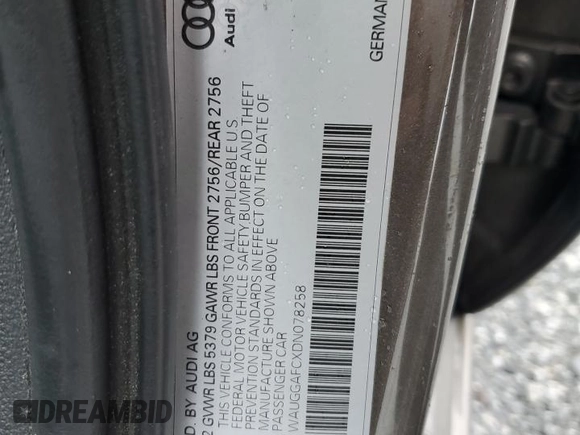 Audi
GERMAN
D. BY AUDI AG
2 GVWR LBS 5379 GAWR LBS FRONT 2756/REAR 2756
THIS VEHICLE CONFORMS TO ALL APPLICABLE U.S.
FEDERAL MOTOR VEHICLE SAFETY BUMPER AND THEFT
PREVENTION STANDARDS IN EFFECT ON THE DATE OF
MANUFACTURE SHOWN ABOVE
PASSENGER CAR
WAUGGAFCXDN078258
DREAMBID